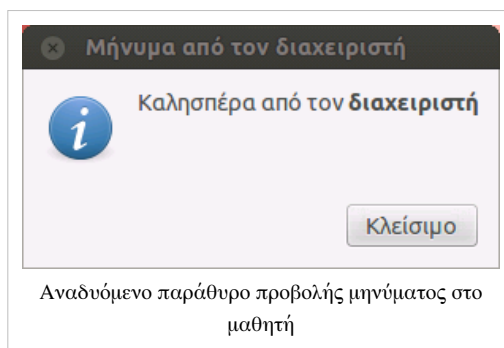 Μήνυμα από τον διαχειριστή
Καλησπέρα από τον διαχειριστή
Κλείσιμο
Αναδυόμενο παράθυρο προβολής μηνύματος στο
μαθητή